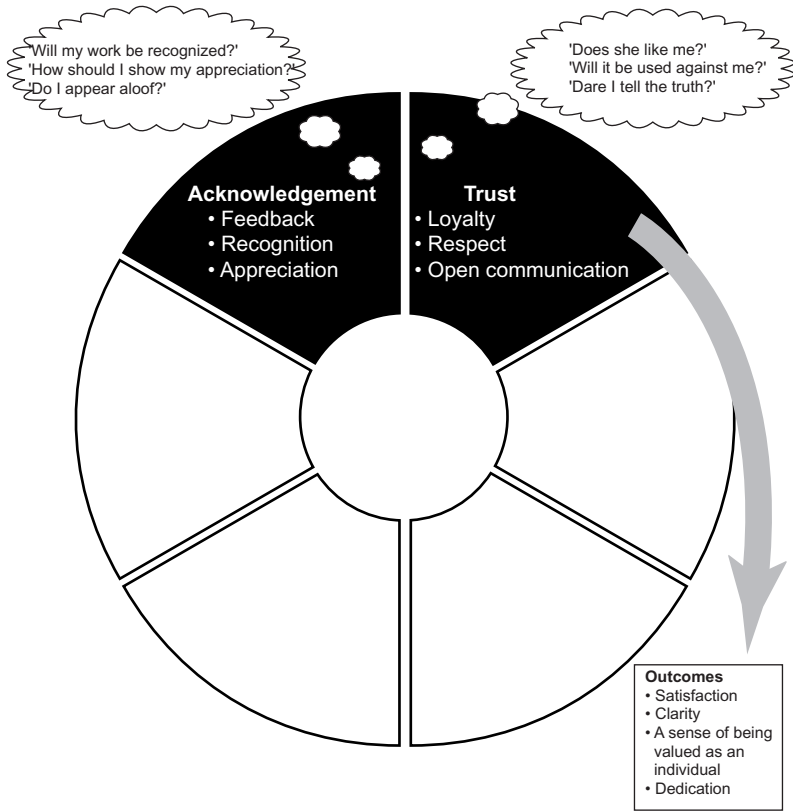 'Will my work be recognized?'
'How should I show my appreciation?'
'Do I appear aloof?'
'Does she like me?'
'Will it be used against me?'
'Dare I tell the truth?'
Acknowledgement
• Feedback
• Recognition
• Appreciation
Trust
• Loyalty
• Respect
• Open communication
Outcomes
• Satisfaction
• Clarity
• A sense of being
valued as an
individual
• Dedication